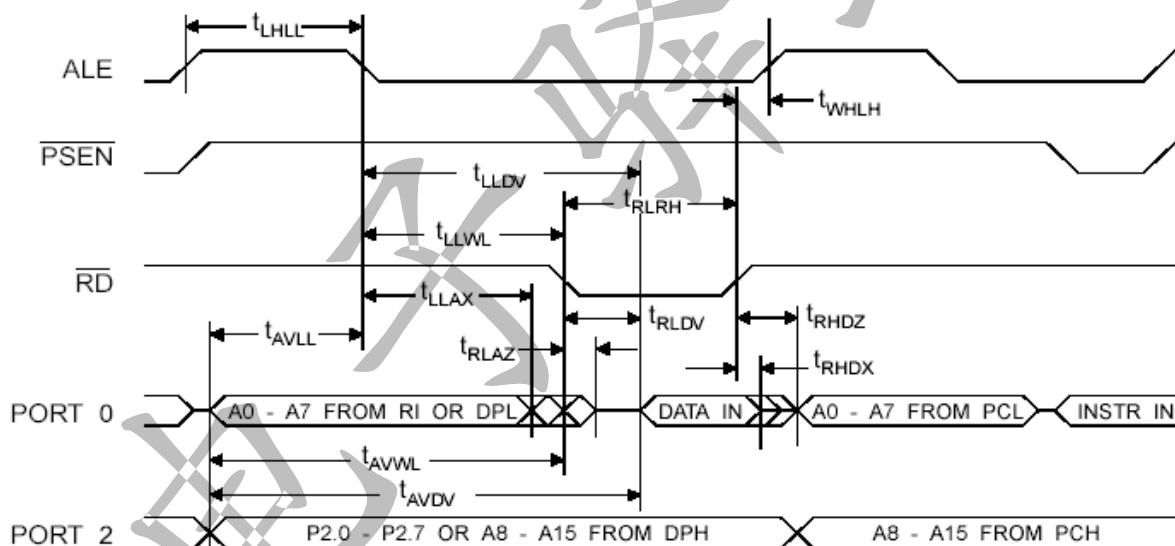 tLHLL
ALE
tWHLH
PSEN
tLLDV
tRLRH
tLLWL
RD
tLLAX
tAVLL
tRLDV
tRHDZ
tRLAZ
tRHDX
PORT 0
A0 - A7 FROM RI OR DPL
DATA IN
A0 - A7 FROM PCL
INSTR IN
tAVWL
tAVDV
PORT 2
P2.0 - P2.7 OR A8 - A15 FROM DPH
A8 - A15 FROM PCH